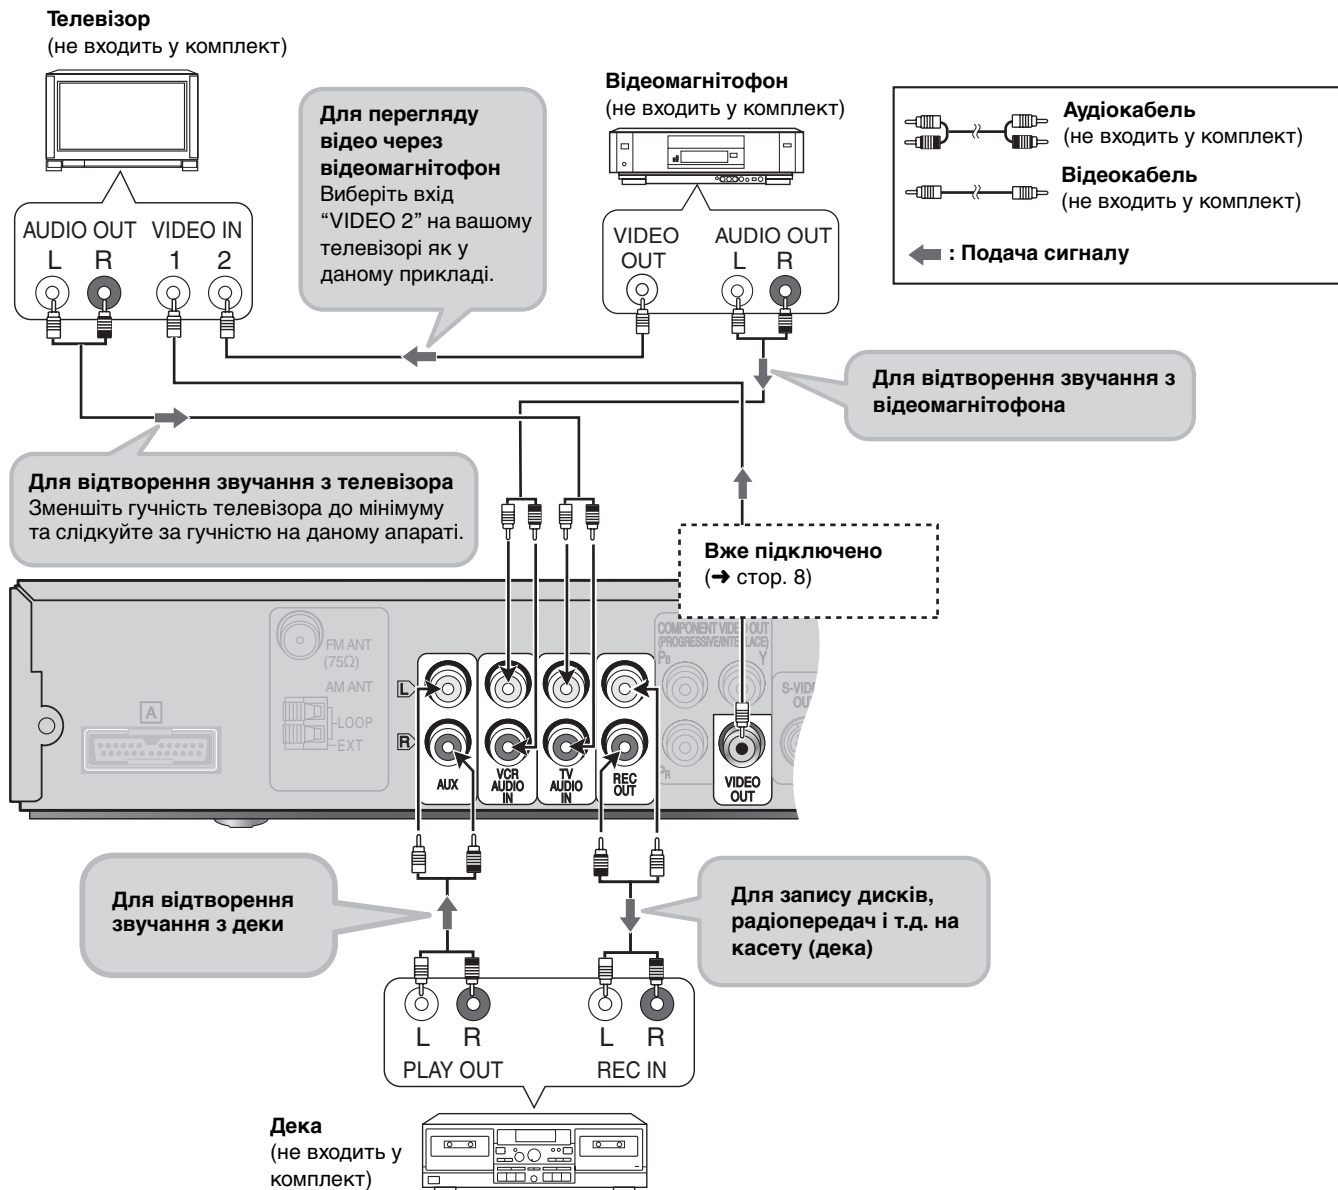 Телевізор
(не входить у комплект)
Відеомагнітофон
(не входить у комплект)
Для перегляду
відео через
відеомагнітофон
Виберіть вхід
“VIDEO 2” на вашому
телевізорі як у
даному прикладі.
Аудіокабель
(не входить у комплект)
Відеокабель
(не входить у комплект)
: Подача сигналу
AUDIO OUT VIDEO IN
L R 1 2
VIDEO
OUT
AUDIO OUT
L R
Для відтворення звучання з
відеомагнітофона
Для відтворення звучання з телевізора
Зменшіть гучність телевізора до мінімуму
та слідкуйте за гучністю на даному апараті.
Вже підключено
(➜ стор. 8)
FM ANT
(75Ω)
AM ANT
LOOP
EXT
A
L
R
AUX
VCR
AUDIO
IN
TV
AUDIO
IN
REC
OUT
COMPONENT VIDEO OUT
(PROGRESSIVE/INTERLACE)
PB Y
PR
VIDEO
OUT
Для відтворення
звучання з деки
Для запису дисків,
радіопередач і т.д. на
касету (дека)
L R
PLAY OUT
L R
REC IN
Дека
(не входить у
комплект)